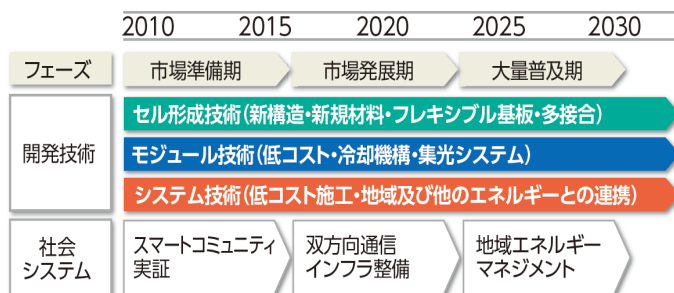 2010 2015 2020 2025 2030
フェーズ 市場準備期 市場発展期 大量普及期
開発技術
セル形成技術(新構造・新規材料・フレキシブル基板・多接合)
モジュール技術(低コスト・冷却機構・集光システム)
システム技術(低コスト施工・地域及び他のエネルギーとの連携)
社会
システム
スマートコミュニティ
実証
双方向通信
インフラ整備
地域エネルギー
マネジメント